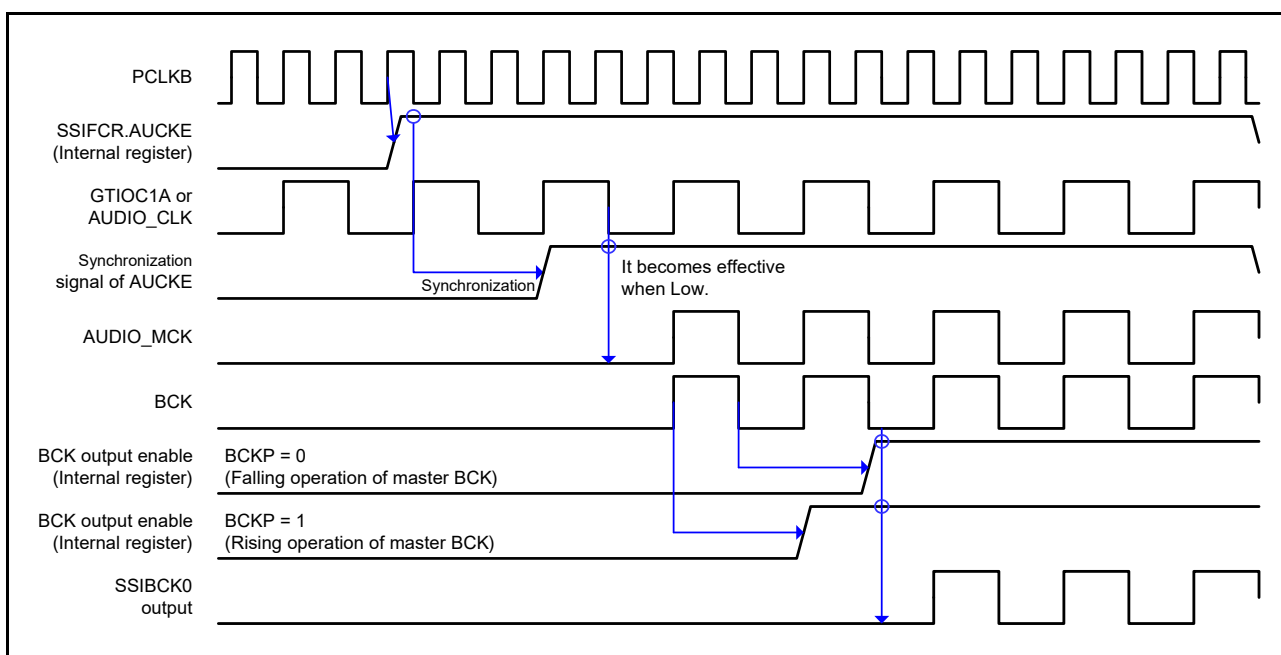 PCLKB
SSIFCR.AUCKE
(Internal register)
GTIOC1A or
AUDIO_CLK
Synchronization
signal of AUCKE
Synchronization
It becomes effective
when Low.
AUDIO_MCK
BCK
BCK output enable
(Internal register)
BCKP = 0
(Falling operation of master BCK)
BCK output enable
(Internal register)
BCKP = 1
(Rising operation of master BCK)
SSIBCK0
output